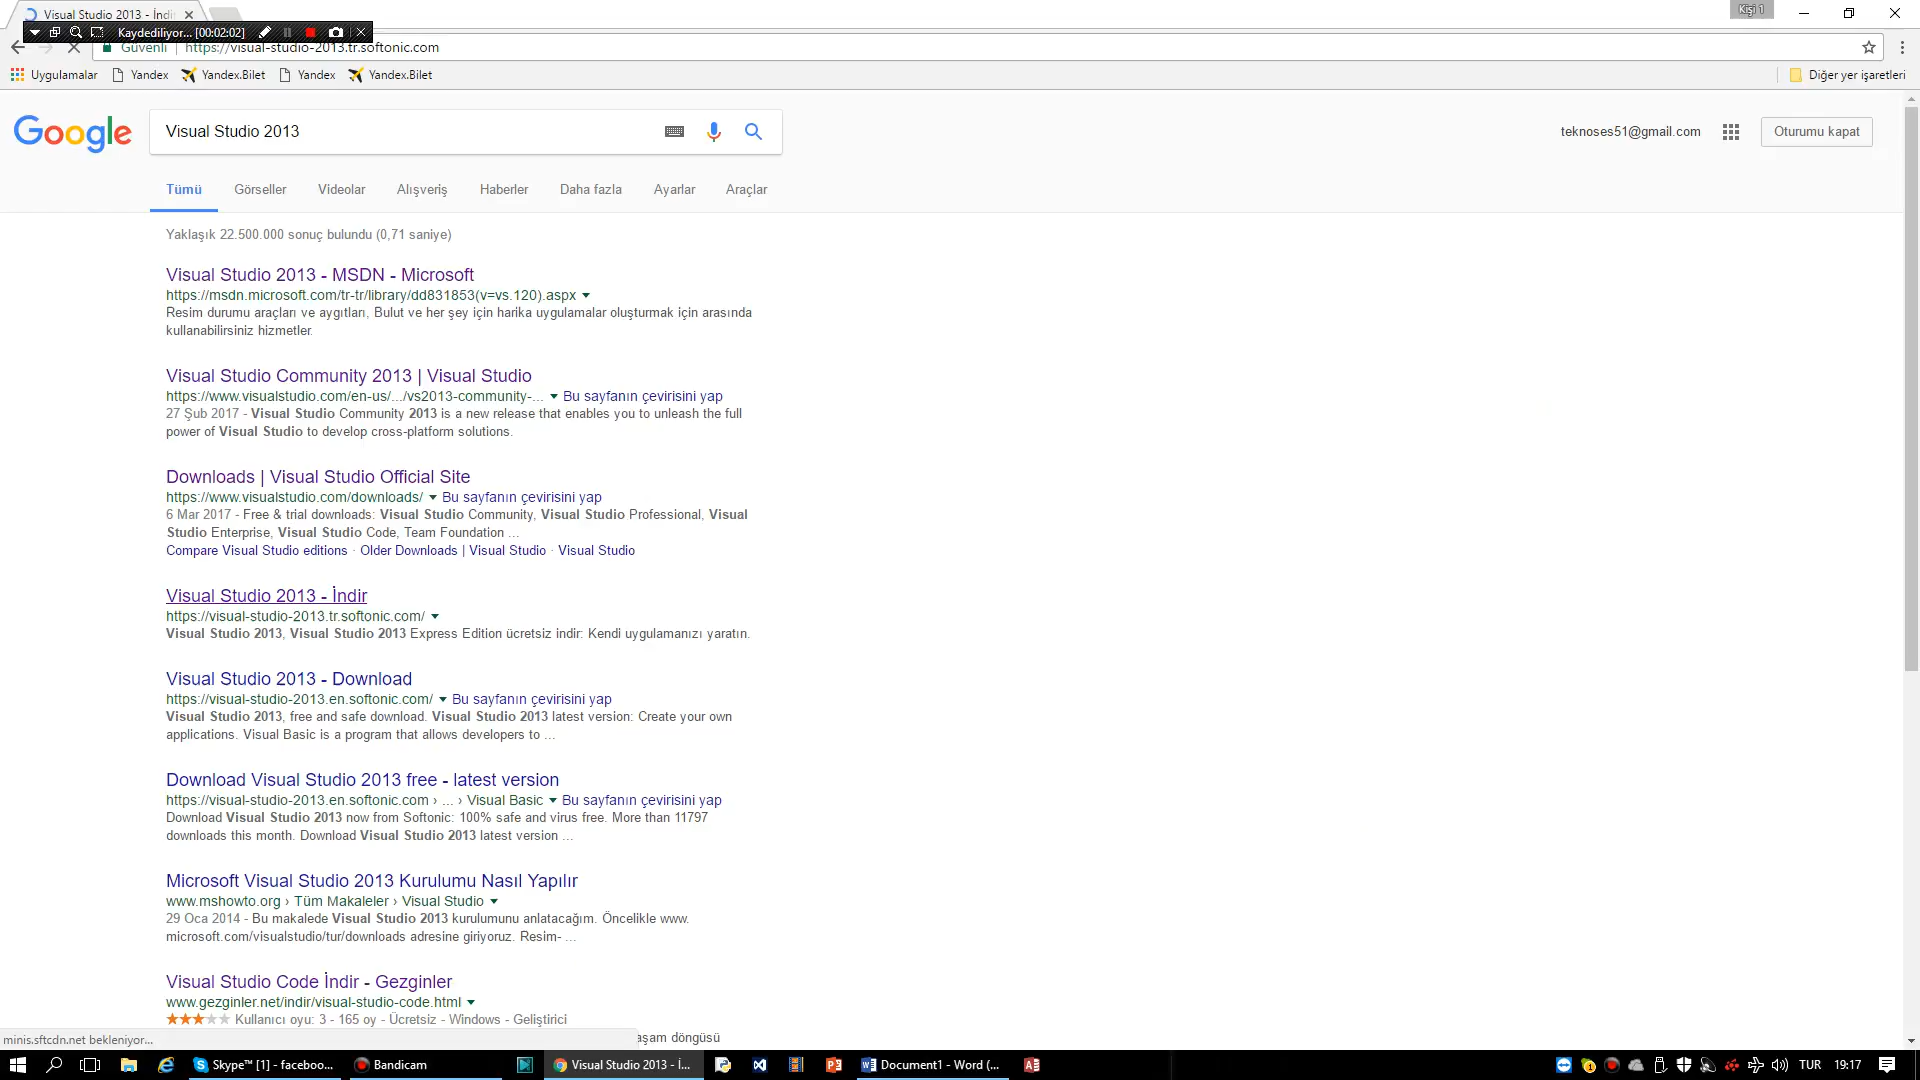 Visual Studio 2013 - İndi
Kişi 1
Kaydediliyor... [00:02:02]
Güvenli | https://visual-studio-2013.tr.softonic.com
Uygulamalar Yandex Yandex.Bilet Yandex Yandex.Bilet Diğer yer işaretleri
Google Visual Studio 2013 teknoses51@gmail.com Oturumu kapat
Tümü Görseller Videolar Alışveriş Haberler Daha fazla Ayarlar Araçlar
Yaklaşık 22.500.000 sonuç bulundu (0,71 saniye)
Visual Studio 2013 - MSDN - Microsoft
https://msdn.microsoft.com/tr-tr/library/dd831853(v=vs.120).aspx
Resim durumu araçları ve aygıtları, Bulut ve her şey için harika uygulamalar oluşturmak için arasında
kullanabilirsiniz hizmetler.
Visual Studio Community 2013 | Visual Studio
https://www.visualstudio.com/en-us/.../vs2013-community-... Bu sayfanın çevirisini yap
27 Şub 2017 - Visual Studio Community 2013 is a new release that enables you to unleash the full
power of Visual Studio to develop cross-platform solutions.
Downloads | Visual Studio Official Site
https://www.visualstudio.com/downloads/ Bu sayfanın çevirisini yap
6 Mar 2017 - Free & trial downloads: Visual Studio Community, Visual Studio Professional, Visual
Studio Enterprise, Visual Studio Code, Team Foundation ...
Compare Visual Studio editions · Older Downloads | Visual Studio · Visual Studio
Visual Studio 2013 - İndir
https://visual-studio-2013.tr.softonic.com/
Visual Studio 2013, Visual Studio 2013 Express Edition ücretsiz indir: Kendi uygulamanızı yaratın.
Visual Studio 2013 - Download
https://visual-studio-2013.en.softonic.com/ Bu sayfanın çevirisini yap
Visual Studio 2013, free and safe download. Visual Studio 2013 latest version: Create your own
applications. Visual Basic is a program that allows developers to ...
Download Visual Studio 2013 free - latest version
https://visual-studio-2013.en.softonic.com › ... › Visual Basic Bu sayfanın çevirisini yap
Download Visual Studio 2013 now from Softonic: 100% safe and virus free. More than 11797
downloads this month. Download Visual Studio 2013 latest version ...
Microsoft Visual Studio 2013 Kurulumu Nasıl Yapılır
www.mshowto.org › Tüm Makaleler › Visual Studio
29 Oca 2014 - Bu makalede Visual Studio 2013 kurulumunu anlatacağım. Öncelikle www.
microsoft.com/visualstudio/tur/downloads adresine giriyoruz. Resim- ...
Visual Studio Code İndir - Gezginler
www.gezginler.net/indir/visual-studio-code.html
Kullanıcı oyu: 3 - 165 oy - Ücretsiz - Windows - Geliştirici
aşam döngüsü
minis.sftcdn.net bekleniyor...
Skype™ [1] - faceboo... Bandicam Visual Studio 2013 - İ... Document1 - Word (... TUR 19:17